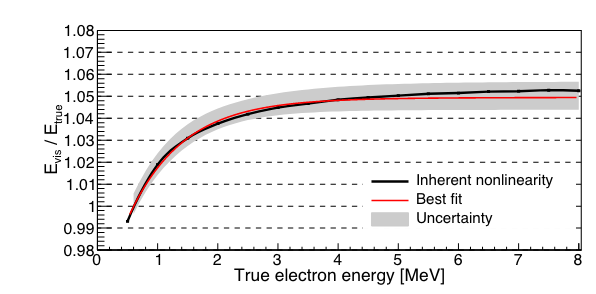 1.08
1.07
1.06
1.05
1.04
1.03
1.02
1.01
1
0.99
0.98
E_vis / E_true
0 1 2 3 4 5 6 7 8
True electron energy [MeV]
Inherent nonlinearity
Best fit
Uncertainty